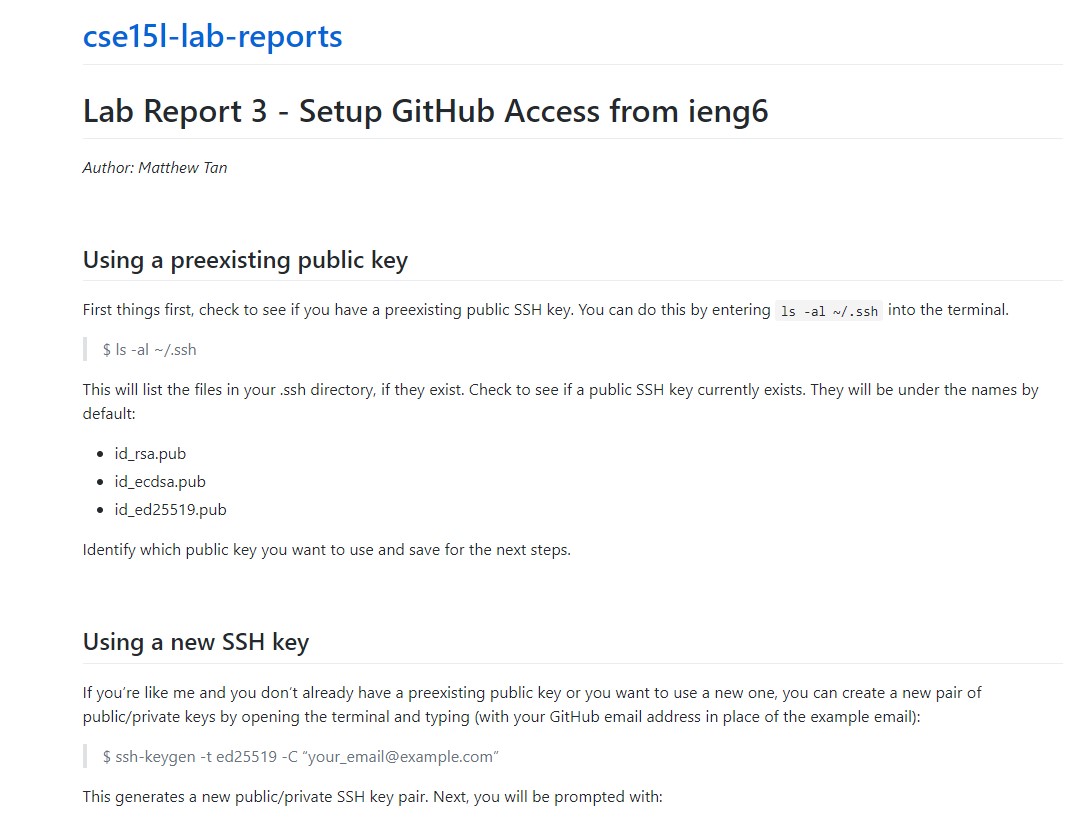 cse15l-lab-reports
Lab Report 3 - Setup GitHub Access from ieng6
Author: Matthew Tan
Using a preexisting public key
First things first, check to see if you have a preexisting public SSH key. You can do this by entering ls -al ~/.ssh into the terminal.
$ ls -al ~/.ssh
This will list the files in your .ssh directory, if they exist. Check to see if a public SSH key currently exists. They will be under the names by
default:
• id_rsa.pub
• id_ecdsa.pub
• id_ed25519.pub
Identify which public key you want to use and save for the next steps.
Using a new SSH key
If you’re like me and you don’t already have a preexisting public key or you want to use a new one, you can create a new pair of
public/private keys by opening the terminal and typing (with your GitHub email address in place of the example email):
$ ssh-keygen -t ed25519 -C “your_email@example.com”
This generates a new public/private SSH key pair. Next, you will be prompted with: